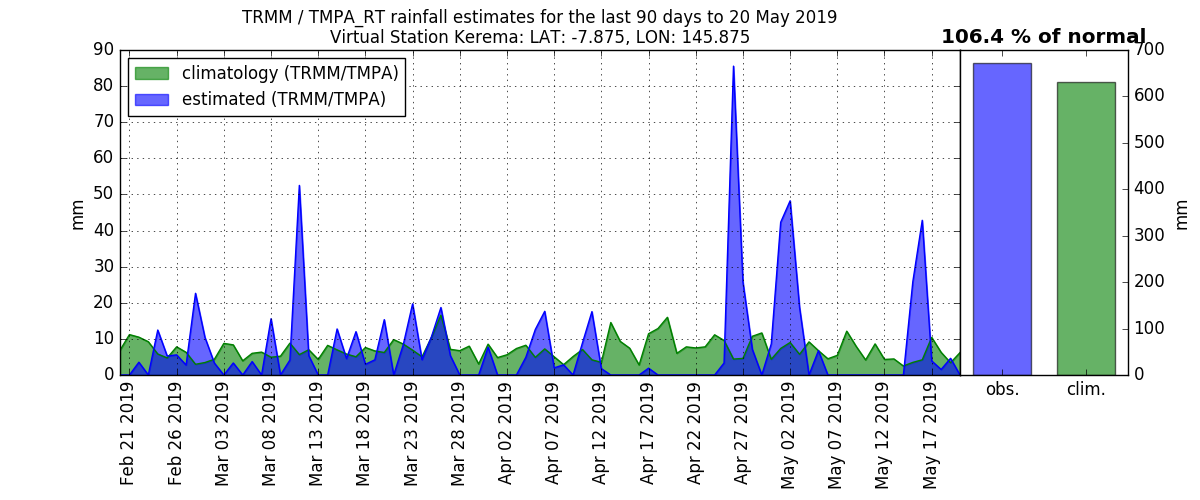 TRMM / TMPA_RT rainfall estimates for the last 90 days to 20 May 2019
Virtual Station Kerema: LAT: -7.875, LON: 145.875
106.4 % of normal
climatology (TRMM/TMPA)
estimated (TRMM/TMPA)
90
80
70
60
50
40
30
20
10
0
mm
Feb 21 2019
Feb 26 2019
Mar 03 2019
Mar 08 2019
Mar 13 2019
Mar 18 2019
Mar 23 2019
Mar 28 2019
Apr 02 2019
Apr 07 2019
Apr 12 2019
Apr 17 2019
Apr 22 2019
Apr 27 2019
May 02 2019
May 07 2019
May 12 2019
May 17 2019
obs.
clim.
700
600
500
400
300
200
100
0
mm